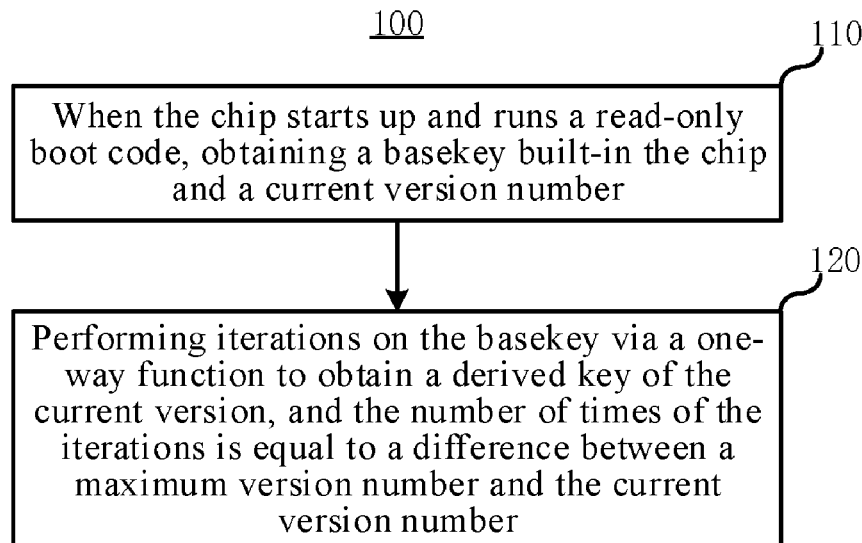 100
110
When the chip starts up and runs a read-only
boot code, obtaining a basekey built-in the chip
and a current version number
120
Performing iterations on the basekey via a one-
way function to obtain a derived key of the
current version, and the number of times of the
iterations is equal to a difference between a
maximum version number and the current
version number